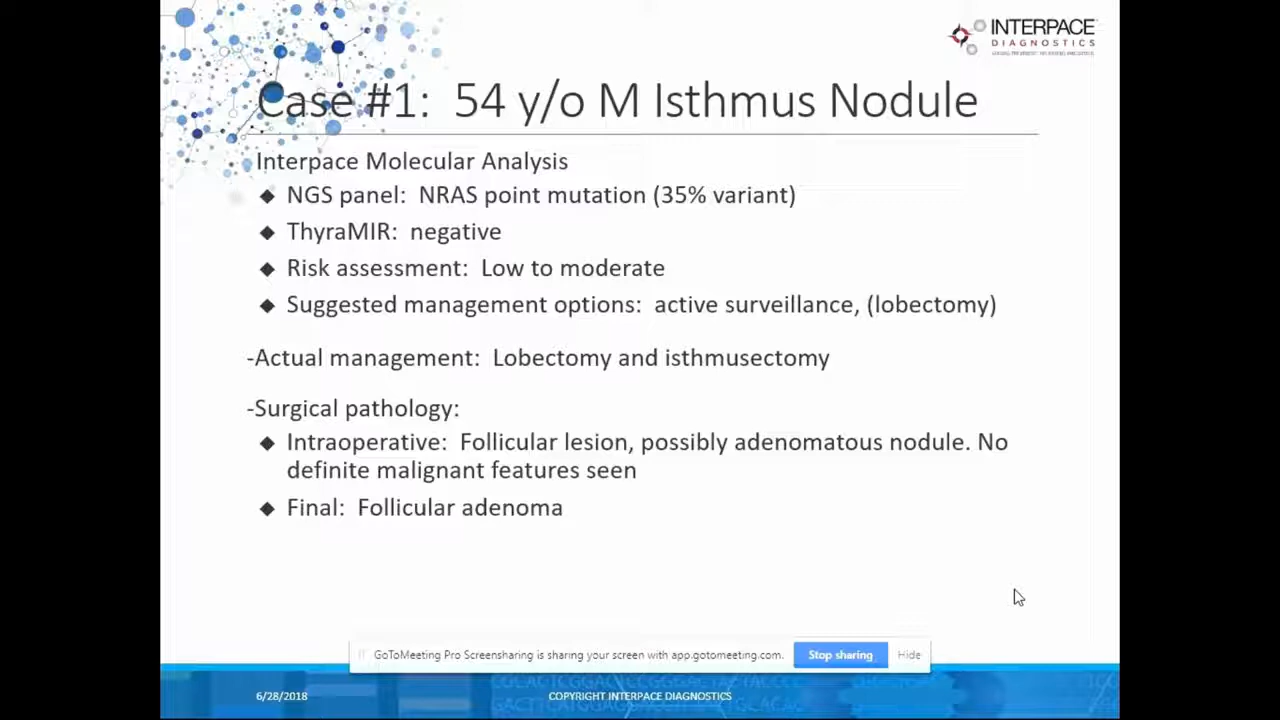 INTERPACE
DIAGNOSTICS
Case #1: 54 y/o M Isthmus Nodule
Interpace Molecular Analysis
NGS panel: NRAS point mutation (35% variant)
ThyraMIR: negative
Risk assessment: Low to moderate
Suggested management options: active surveillance, (lobectomy)
-Actual management: Lobectomy and isthmusectomy
-Surgical pathology:
Intraoperative: Follicular lesion, possibly adenomatous nodule. No
definite malignant features seen
Final: Follicular adenoma
GoToMeeting Pro Screensharing is sharing your screen with app.gotomeeting.com.
Stop sharing
Hide
6/28/2018
COPYRIGHT INTERPACE DIAGNOSTICS